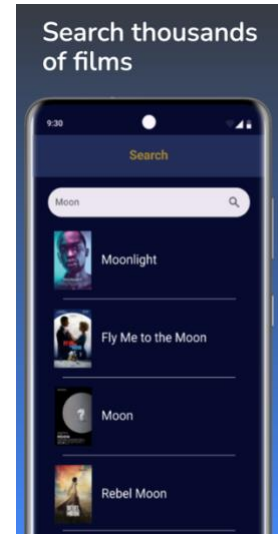 Search thousands
of films
9:30
Search
Moon
Moonlight
Fly Me to the Moon
?
Moon
Rebel Moon